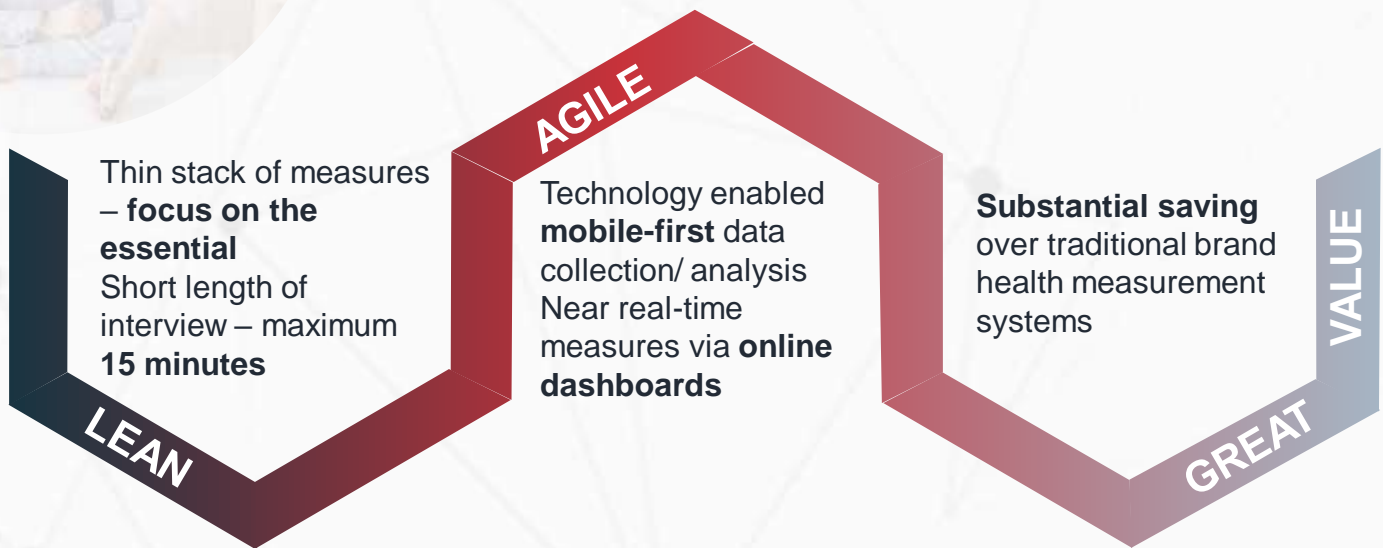 LEAN
Thin stack of measures
– focus on the
essential
Short length of
interview – maximum
15 minutes
AGILE
Technology enabled
mobile-first data
collection/ analysis
Near real-time
measures via online
dashboards
Substantial saving
over traditional brand
health measurement
systems
GREAT
VALUE